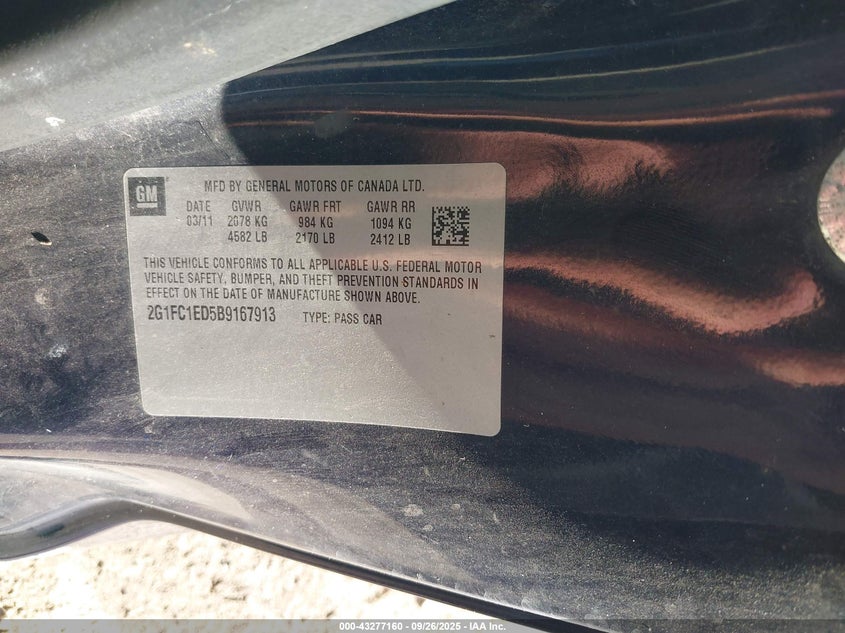 GM
MFD BY GENERAL MOTORS OF CANADA LTD.
DATE GVWR GAWR FRT GAWR RR
03/11 2078 KG 984 KG 1094 KG
4582 LB 2170 LB 2412 LB
THIS VEHICLE CONFORMS TO ALL APPLICABLE U.S. FEDERAL MOTOR
VEHICLE SAFETY, BUMPER, AND THEFT PREVENTION STANDARDS IN
EFFECT ON THE DATE OF MANUFACTURE SHOWN ABOVE.
2G1FC1ED5B9167913 TYPE: PASS CAR
000-43277160 - 09/26/2025 - IAA Inc.